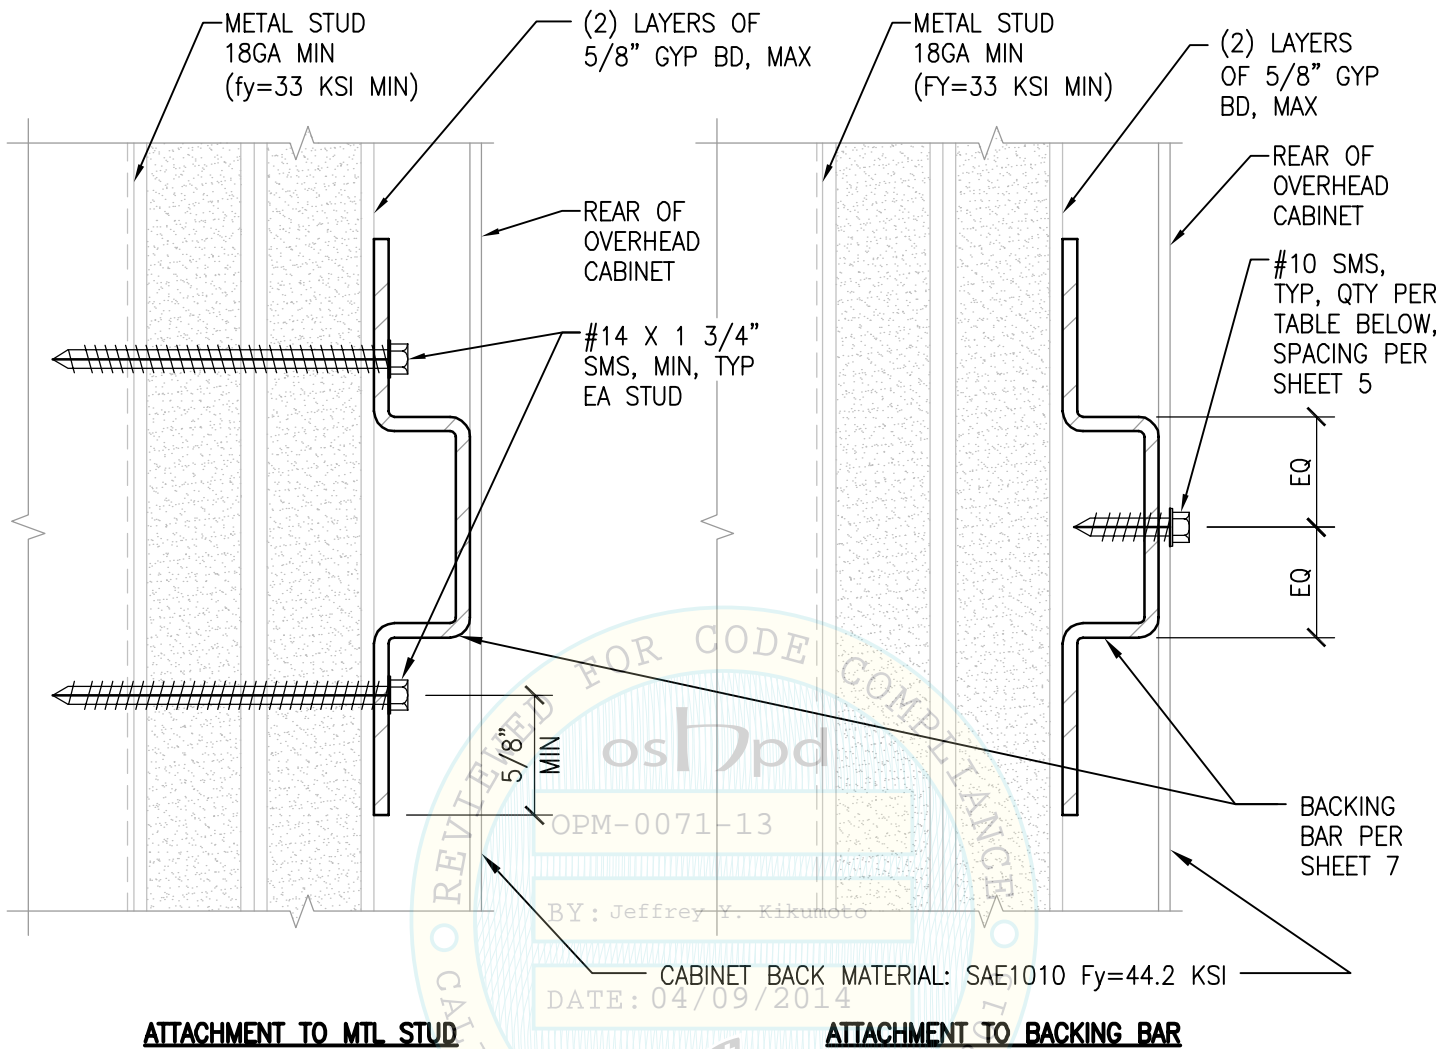 METAL STUD
18GA MIN
(fy=33 KSI MIN)
(2) LAYERS OF
5/8" GYP BD, MAX
REAR OF
OVERHEAD
CABINET
#14 X 1 3/4"
SMS, MIN, TYP
EA STUD
5/8"
MIN
METAL STUD
18GA MIN
(FY=33 KSI MIN)
(2) LAYERS
OF 5/8" GYP
BD, MAX
REAR OF
OVERHEAD
CABINET
#10 SMS,
TYP, QTY PER
TABLE BELOW,
SPACING PER
SHEET 5
EQ
EQ
BACKING
BAR PER
SHEET 7
CABINET BACK MATERIAL: SAE1010 Fy=44.2 KSI
REVIEWED FOR CODE COMPLIANCE
oshpd
OPM-0071-13
BY: Jeffrey Y. Kikumoto
DATE: 04/09/2014
ATTACHMENT TO MTL STUD
ATTACHMENT TO BACKING BAR